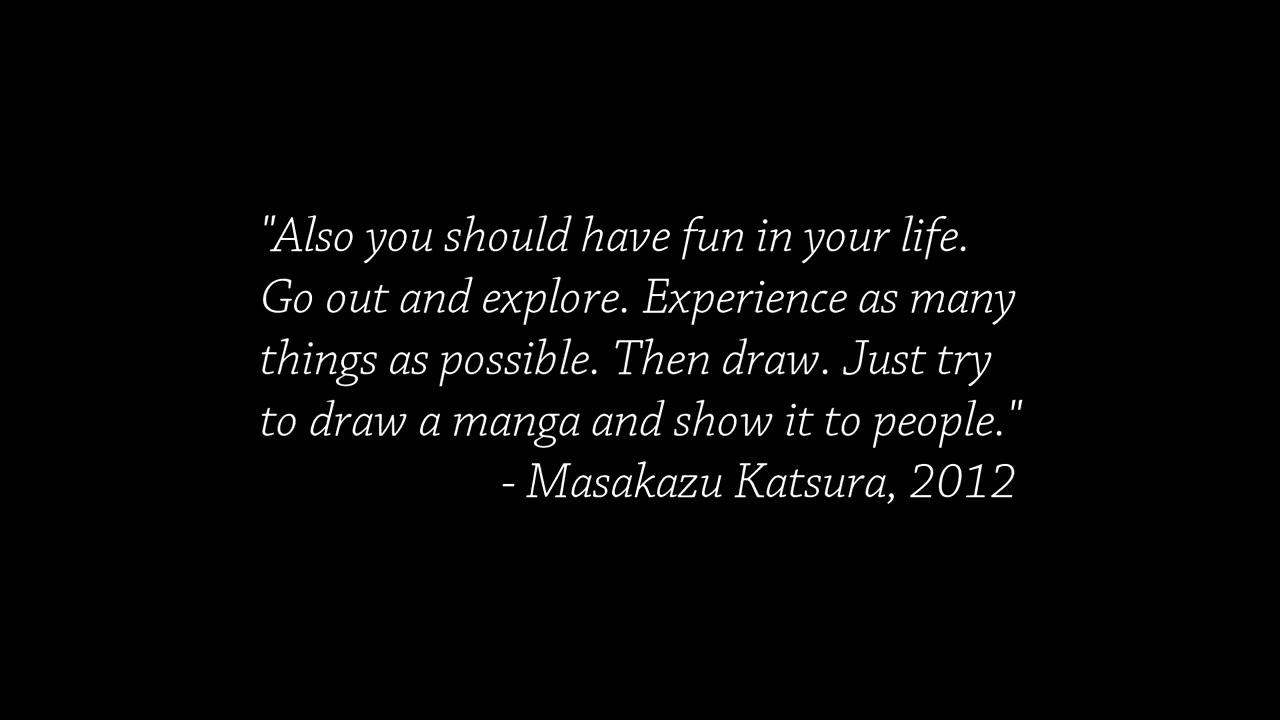 "Also you should have fun in your life.
Go out and explore. Experience as many
things as possible. Then draw. Just try
to draw a manga and show it to people."
- Masakazu Katsura, 2012